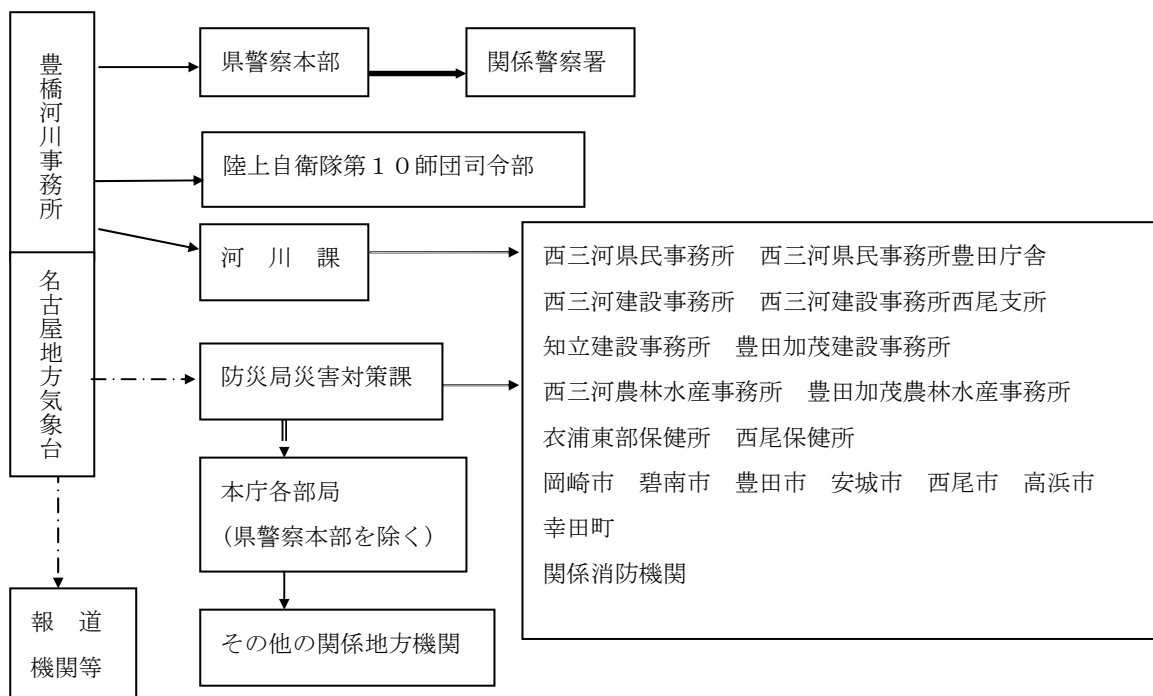 豊橋河川事務所
名古屋地方気象台
報　道
機関等
県警察本部
関係警察署
陸上自衛隊第１０師団司令部
河　川　課
防災局災害対策課
本庁各部局
（県警察本部を除く）
その他の関係地方機関
西三河県民事務所　西三河県民事務所豊田庁舎
西三河建設事務所　西三河建設事務所西尾支所
知立建設事務所　豊田加茂建設事務所
西三河農林水産事務所　豊田加茂農林水産事務所
衣浦東部保健所　西尾保健所
岡崎市　碧南市　豊田市　安城市　西尾市　高浜市
幸田町
関係消防機関